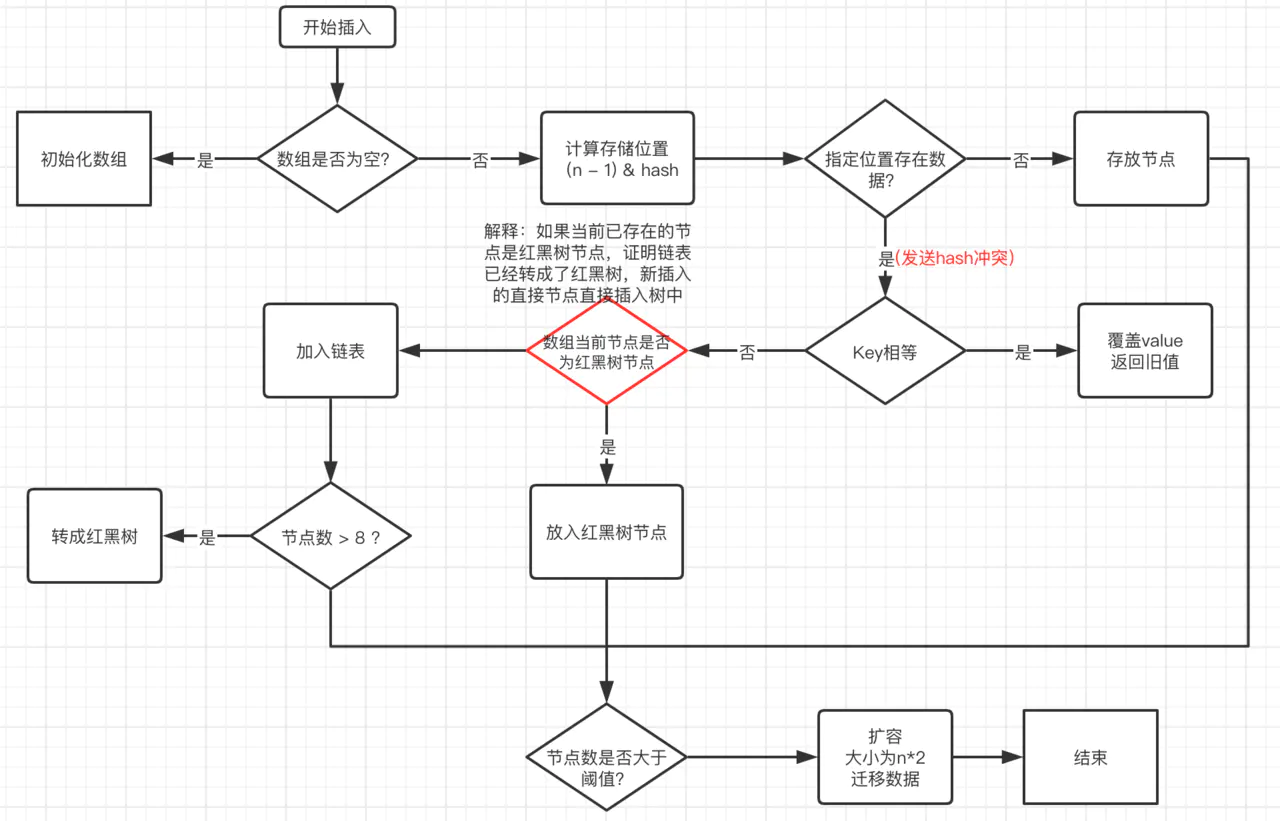 开始插入
初始化数组
是
数组是否为空?
否
计算存储位置
(n − 1) & hash
指定位置存在数
据?
否
存放节点
解释：如果当前已存在的节
点是红黑树节点，证明链表
已经转成了红黑树，新插入
的直接节点直接插入树中
是(发送hash冲突)
加入链表
数组当前节点是否
为红黑树节点
否
Key相等
是
覆盖value
返回旧值
是
转成红黑树
是
节点数 > 8 ?
放入红黑树节点
节点数是否大于
阈值?
扩容
大小为n*2
迁移数据
结束